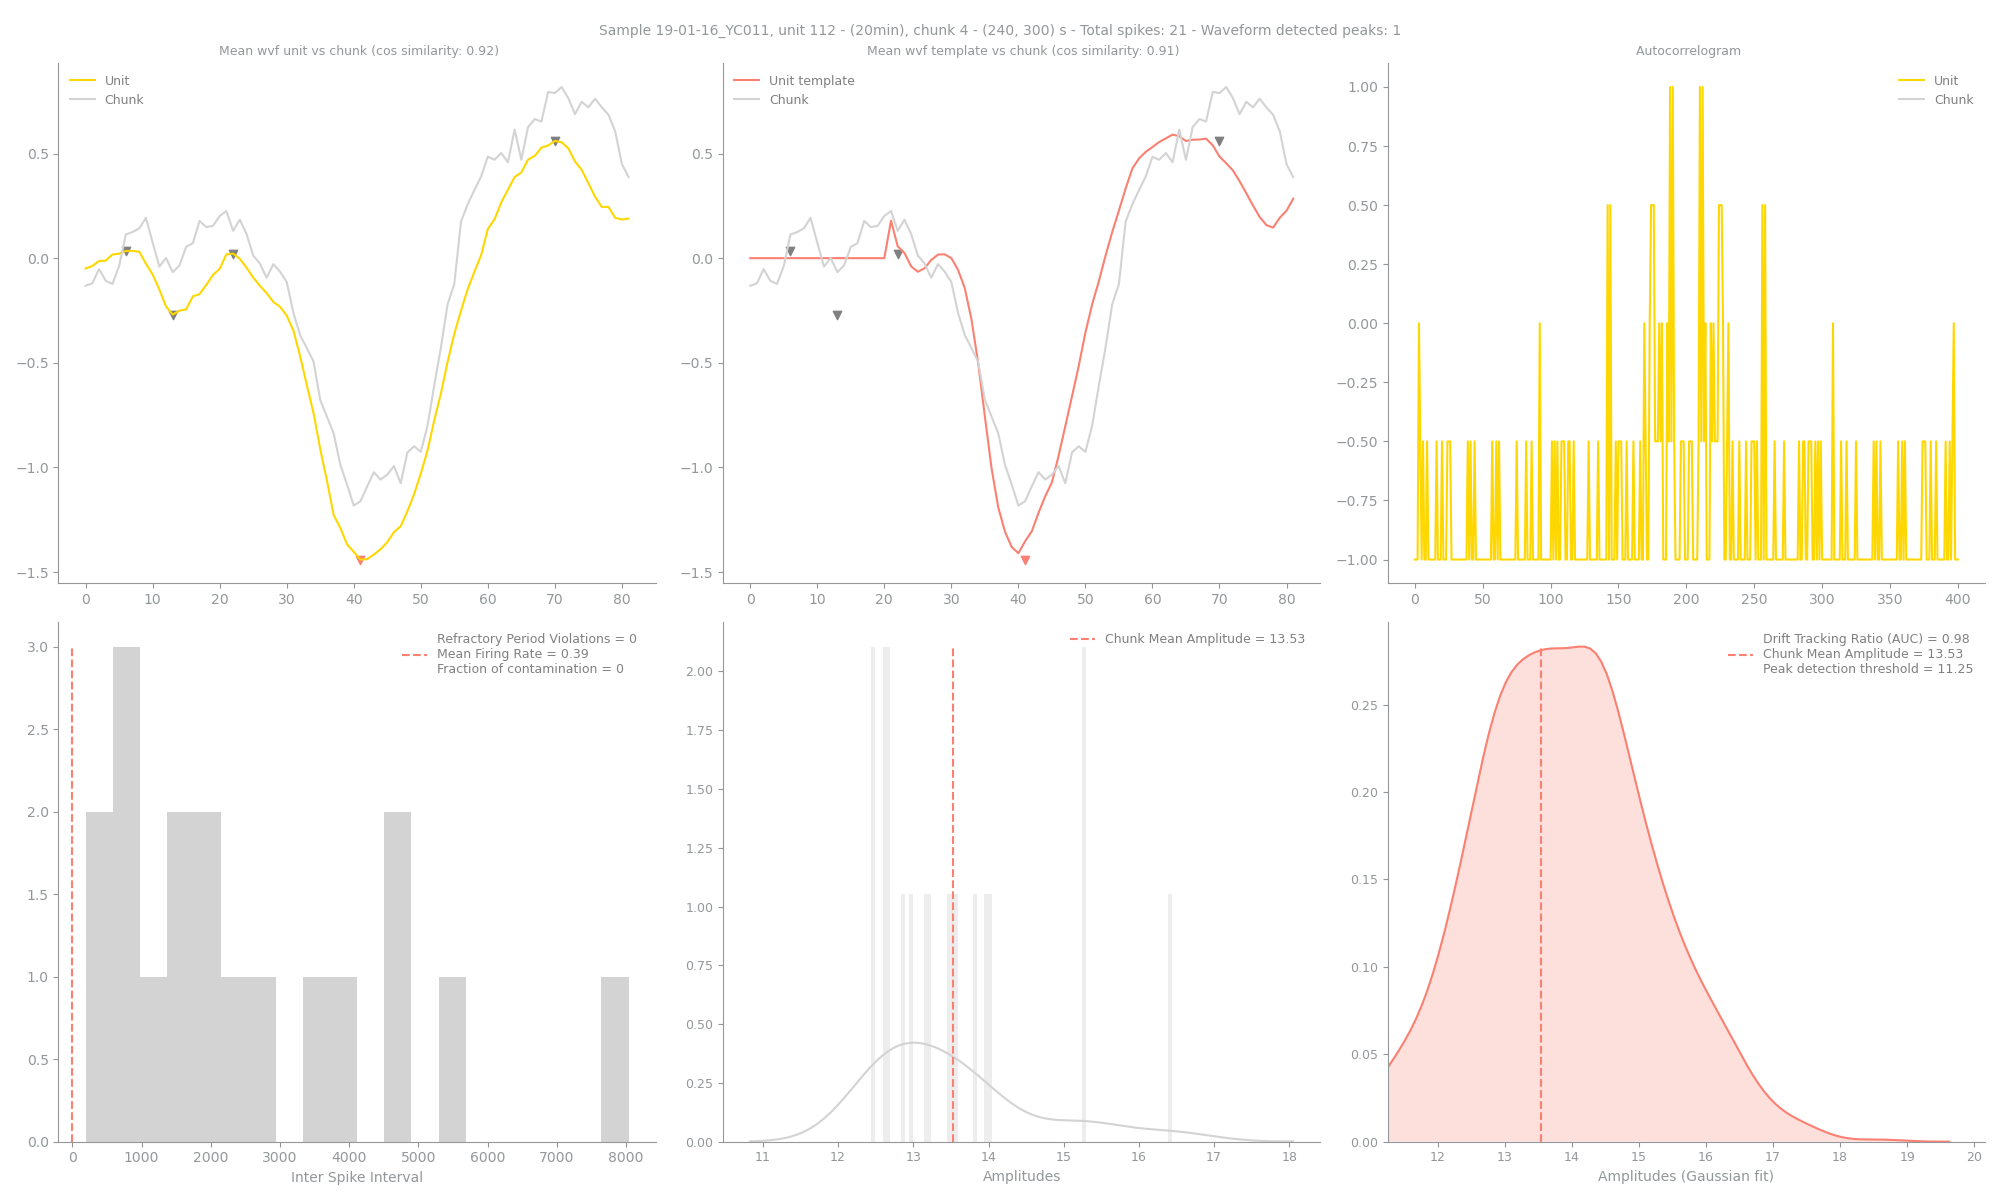 Sample 19-01-16_YC011, unit 112 - (20min), chunk 4 - (240, 300) s - Total spikes: 21 - Waveform detected peaks: 1
Mean wvf unit vs chunk (cos similarity: 0.92)
Unit
Chunk
0.5
0.0
−0.5
−1.0
−1.5
0 10 20 30 40 50 60 70 80
Mean wvf template vs chunk (cos similarity: 0.91)
Unit template
Chunk
0.5
0.0
−0.5
−1.0
−1.5
0 10 20 30 40 50 60 70 80
Autocorrelogram
Unit
Chunk
1.00
0.75
0.50
0.25
0.00
−0.25
−0.50
−0.75
−1.00
0 50 100 150 200 250 300 350 400
Refractory Period Violations = 0
Mean Firing Rate = 0.39
Fraction of contamination = 0
3.0
2.5
2.0
1.5
1.0
0.5
0.0
0 1000 2000 3000 4000 5000 6000 7000 8000
Inter Spike Interval
Chunk Mean Amplitude = 13.53
2.00
1.75
1.50
1.25
1.00
0.75
0.50
0.25
0.00
11 12 13 14 15 16 17 18
Amplitudes
Drift Tracking Ratio (AUC) = 0.98
Chunk Mean Amplitude = 13.53
Peak detection threshold = 11.25
0.25
0.20
0.15
0.10
0.05
0.00
12 13 14 15 16 17 18 19 20
Amplitudes (Gaussian fit)